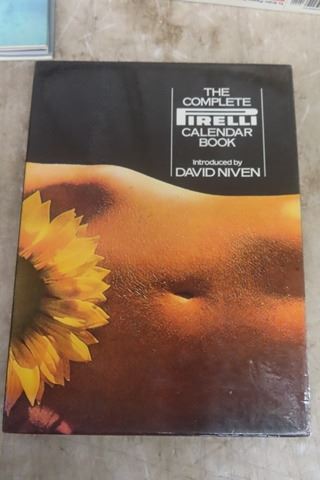 THE
COMPLETE
PIRELLI
CALENDAR
BOOK
Introduced by
DAVID NIVEN